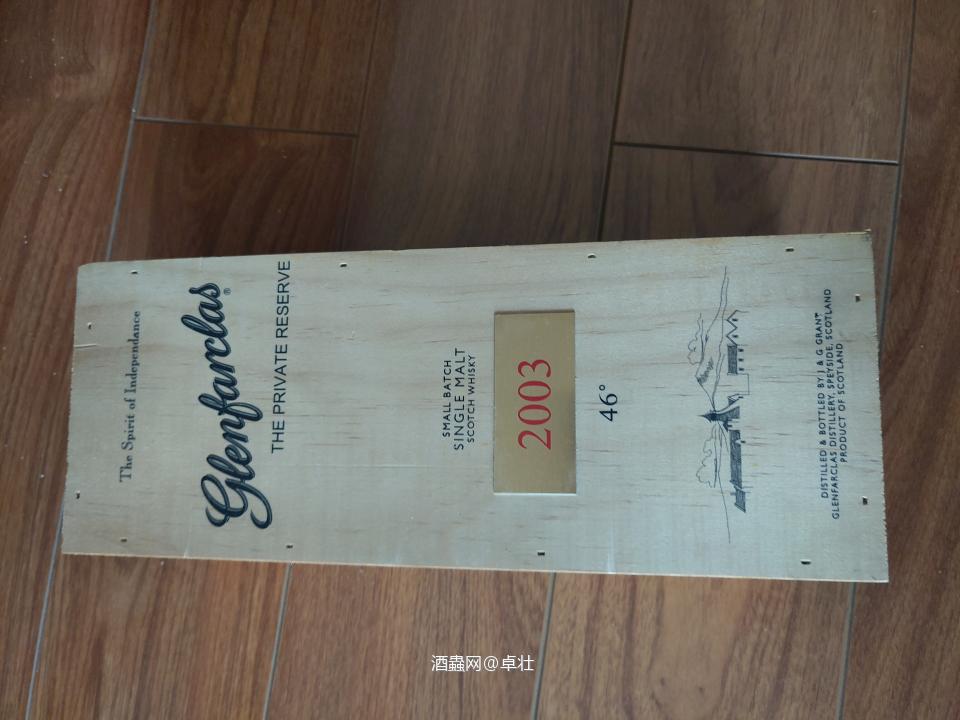 The Spirit of Independance
Glenfarclas®
THE PRIVATE RESERVE
SMALL BATCH
SINGLE MALT
SCOTCH WHISKY
2003
46°
DISTILLED & BOTTLED BY J & G GRANT
GLENFARCLAS DISTILLERY, SPEYSIDE, SCOTLAND
PRODUCT OF SCOTLAND
酒蟲网@卓壮